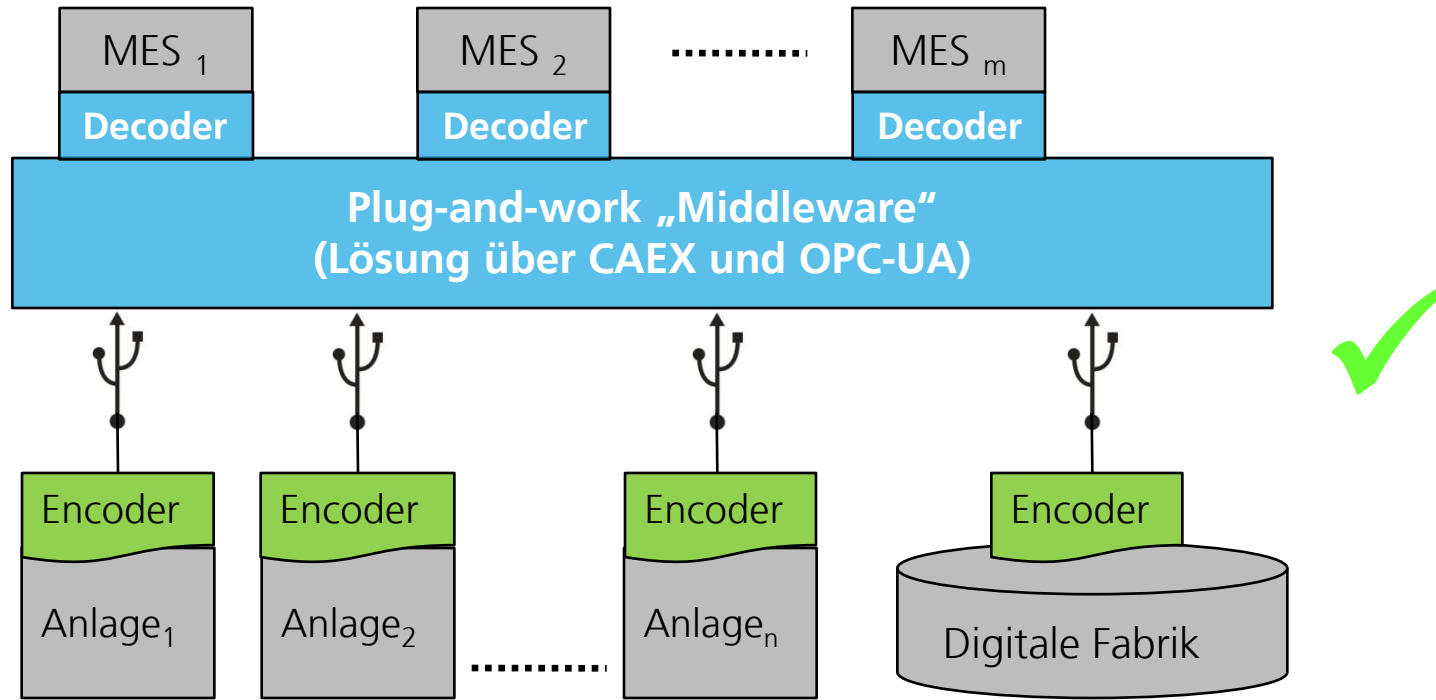 MES 1
MES 2
MES m
Decoder
Decoder
Decoder
Plug-and-work „Middleware“
(Lösung über CAEX und OPC-UA)
Encoder
Encoder
Encoder
Encoder
Anlage1
Anlage2
Anlagen
Digitale Fabrik